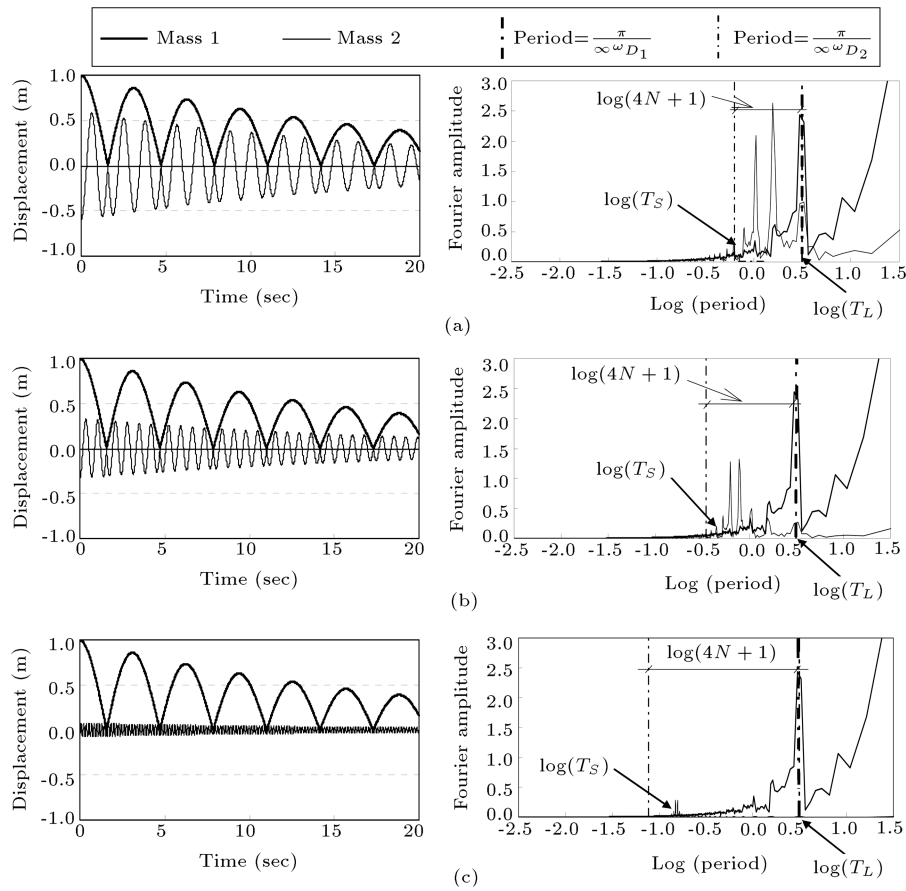 Mass 1 Mass 2 Period=π/∞ωD1 Period=π/∞ωD2
Displacement (m)
1.0
0.5
0.0
-0.5
-1.0
0 5 10 15 20
Time (sec)
Fourier amplitude
3.0
2.5
2.0
1.5
1.0
0.5
0.0
log(4N + 1)
log(TS)
-2.5 -2.0 -1.5 -1.0 -0.5 0.0 0.5 1.0 1.5
Log (period)
log(TL)
(a)
Displacement (m)
1.0
0.5
0.0
-0.5
-1.0
0 5 10 15 20
Time (sec)
Fourier amplitude
3.0
2.5
2.0
1.5
1.0
0.5
0.0
log(4N + 1)
log(TS)
-2.5 -2.0 -1.5 -1.0 -0.5 0.0 0.5 1.0 1.5
Log (period)
log(TL)
(b)
Displacement (m)
1.0
0.5
0.0
-0.5
-1.0
0 5 10 15 20
Time (sec)
Fourier amplitude
3.0
2.5
2.0
1.5
1.0
0.5
0.0
log(4N + 1)
log(TS)
-2.5 -2.0 -1.5 -1.0 -0.5 0.0 0.5 1.0 1.5
Log (period)
log(TL)
(c)